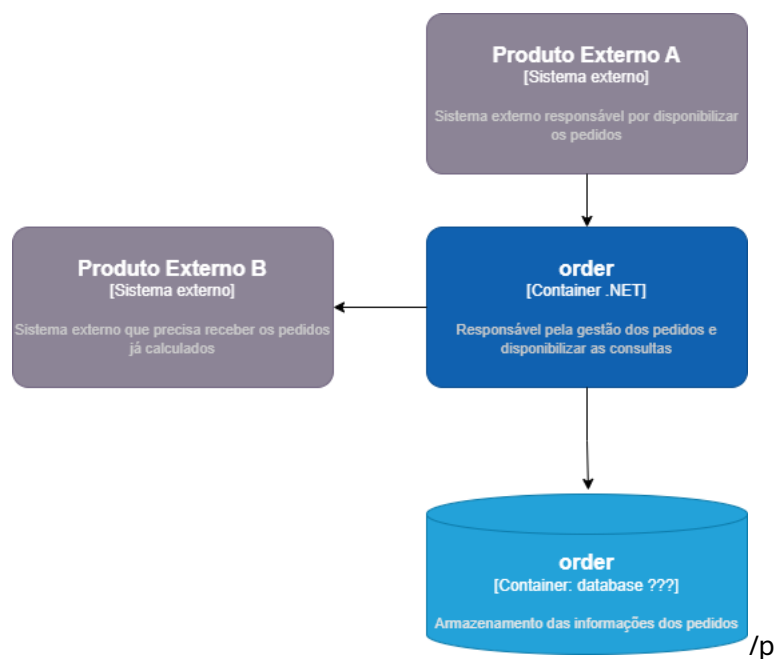 Produto Externo A
[Sistema externo]
Sistema externo responsável por disponibilizar
os pedidos
Produto Externo B
[Sistema externo]
Sistema externo que precisa receber os pedidos
já calculados
order
[Container .NET]
Responsável pela gestão dos pedidos e
disponibilizar as consultas
order
[Container: database ???]
Armazenamento das informações dos pedidos
/p